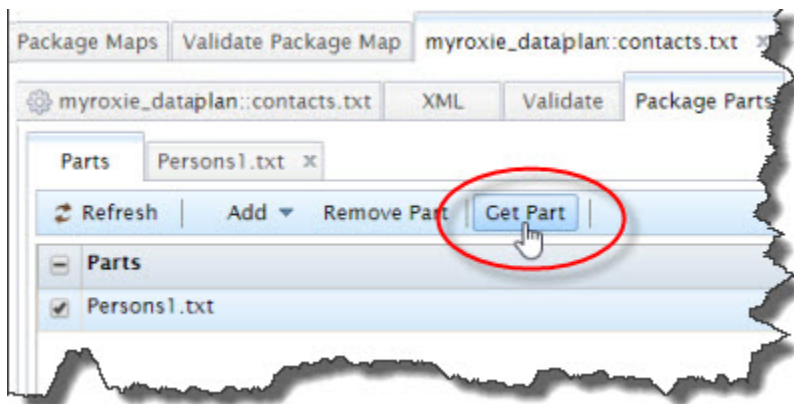 Package Maps Validate Package Map myroxie_dataplan::contacts.txt x
myroxie_dataplan::contacts.txt XML Validate Package Parts
Parts Persons1.txt x
Refresh Add Remove Part Get Part
Parts
Persons1.txt